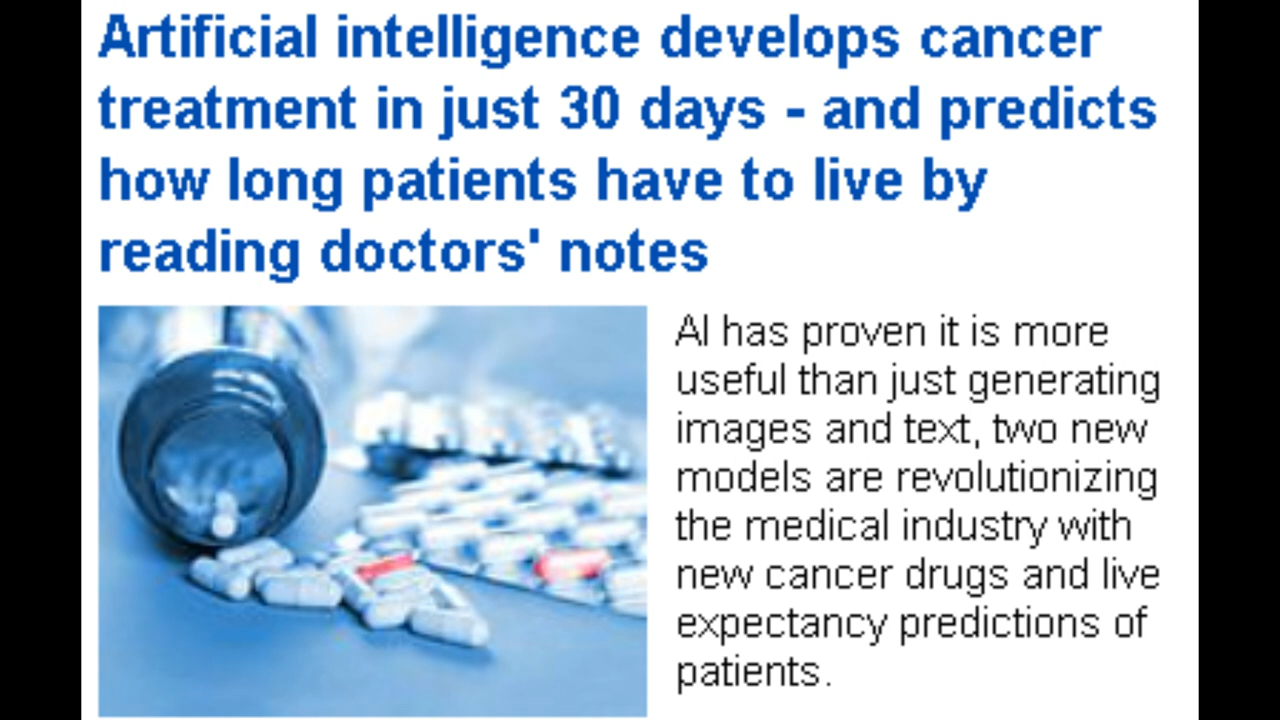 Artificial intelligence develops cancer
treatment in just 30 days - and predicts
how long patients have to live by
reading doctors' notes
AI has proven it is more
useful than just generating
images and text, two new
models are revolutionizing
the medical industry with
new cancer drugs and live
expectancy predictions of
patients.